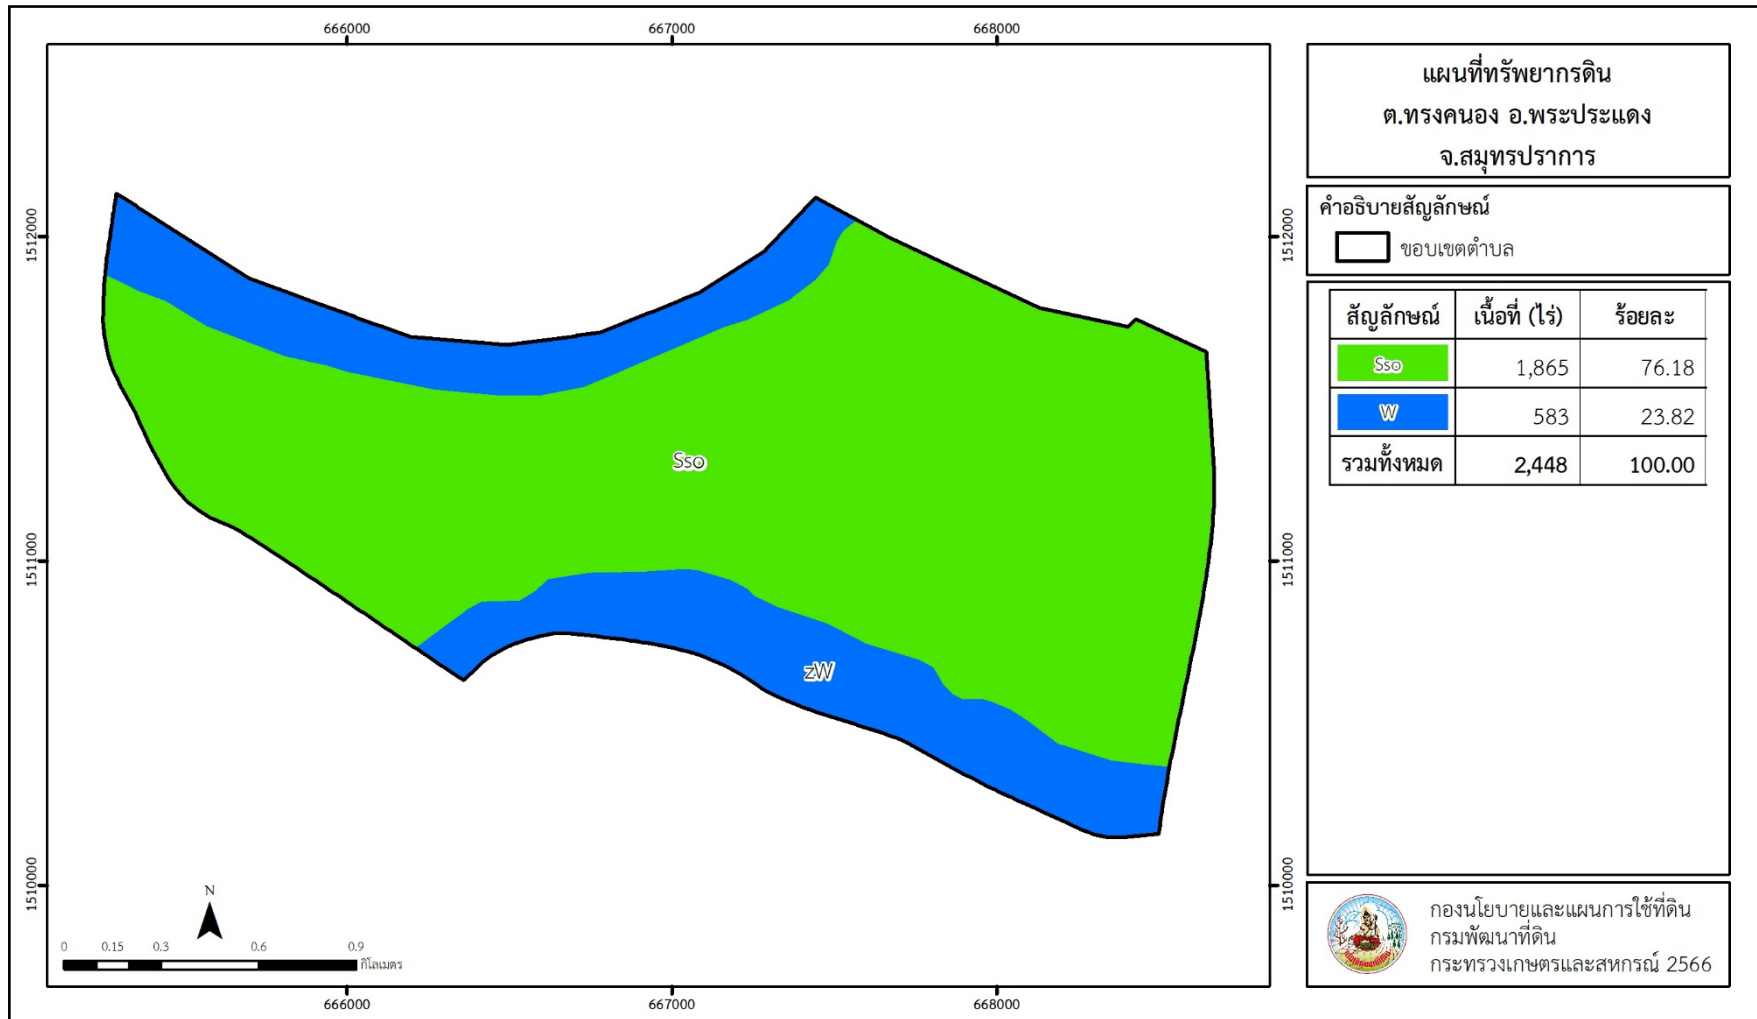 666000
667000
668000
1512000
1511000
1510000
1512000
1511000
1510000
Sso
zW
N
0 0.15 0.3 0.6 0.9
กิโลเมตร
666000
667000
668000
แผนที่ทรัพยากรดิน
ต.ทรงคนอง อ.พระประแดง
จ.สมุทรปราการ
คำอธิบายสัญลักษณ์
ขอบเขตตำบล
สัญลักษณ์ เนื้อที่ (ไร่) ร้อยละ
Sso 1,865 76.18
W 583 23.82
รวมทั้งหมด 2,448 100.00
กองนโยบายและแผนการใช้ที่ดิน
กรมพัฒนาที่ดิน
กระทรวงเกษตรและสหกรณ์ 2566